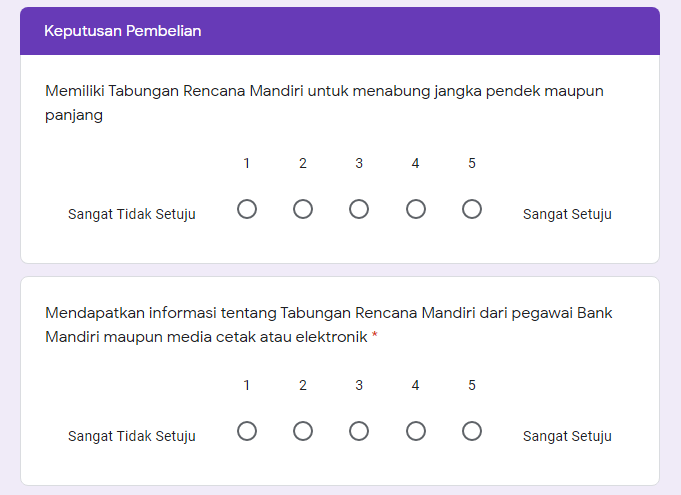 Keputusan Pembelian
Memiliki Tabungan Rencana Mandiri untuk menabung jangka pendek maupun
panjang
1 2 3 4 5
Sangat Tidak Setuju Sangat Setuju
Mendapatkan informasi tentang Tabungan Rencana Mandiri dari pegawai Bank
Mandiri maupun media cetak atau elektronik *
1 2 3 4 5
Sangat Tidak Setuju Sangat Setuju